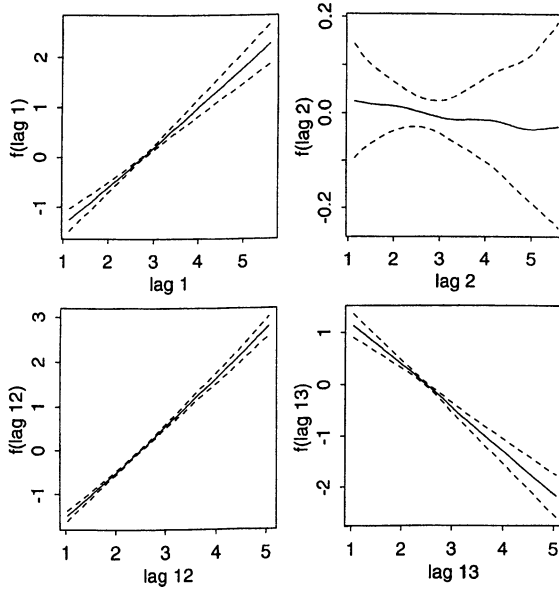 2
1
0
-1
f(lag 1)
1 2 3 4 5
lag 1
0.2
0.0
-0.2
f(lag 2)
1 2 3 4 5
lag 2
3
2
1
0
-1
f(lag 12)
1 2 3 4 5
lag 12
1
0
-1
-2
f(lag 13)
1 2 3 4 5
lag 13